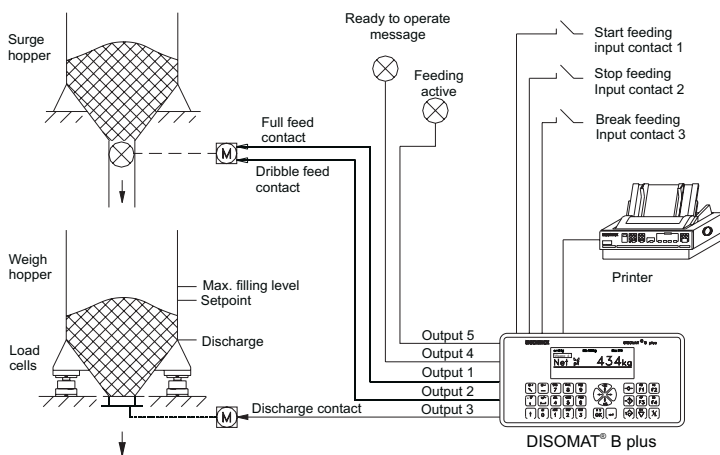 Surge
hopper
Ready to operate
message
Feeding
active
Start feeding
input contact 1
Stop feeding
Input contact 2
Break feeding
Input contact 3
Full feed
contact
M
Dribble feed
contact
Printer
Weigh
hopper
Max. filling level
Setpoint
Discharge
Load
cells
Output 5
Output 4
Output 1
Output 2
Output 3
Discharge contact
M
Net
434kg
DISOMAT® B plus